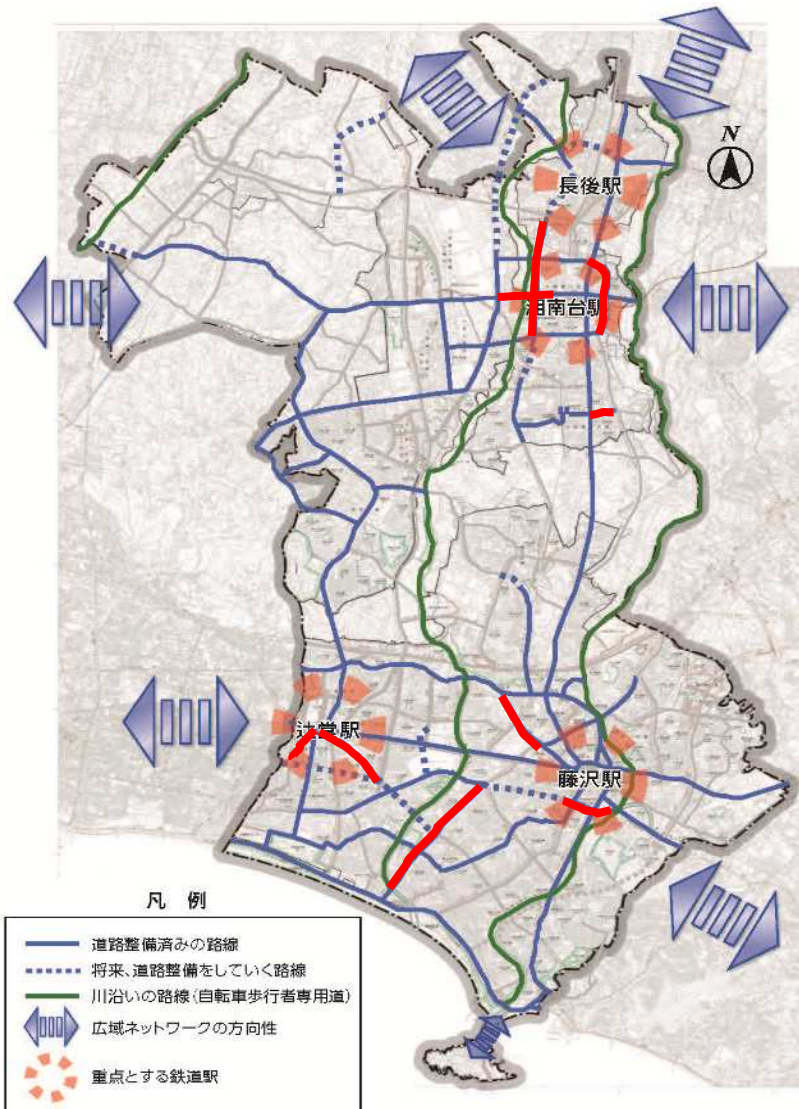 N
長後駅
湘南台駅
辻堂駅
藤沢駅
凡 例
道路整備済みの路線
将来、道路整備をしていく路線
川沿いの路線(自転車歩行者専用道)
広域ネットワークの方向性
重点とする鉄道駅